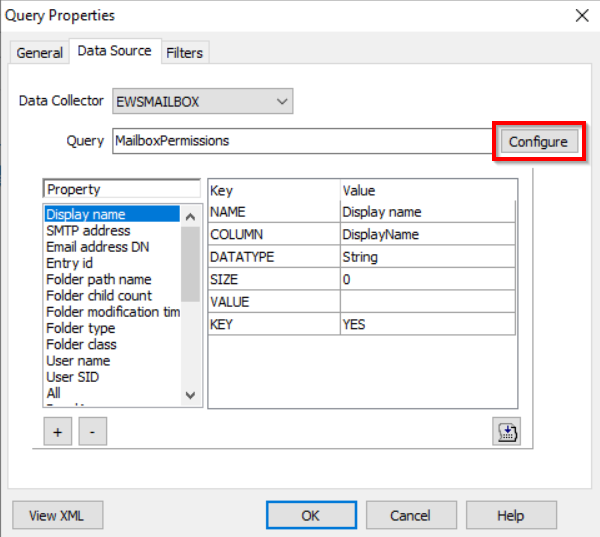 Query Properties
General Data Source Filters
Data Collector EWSMAILBOX
Query MailboxPermissions Configure
Property
Display name
SMTP address
Email address DN
Entry id
Folder path name
Folder child count
Folder modification tim
Folder type
Folder class
User name
User SID
All
Key Value
NAME Display name
COLUMN DisplayName
DATATYPE String
SIZE 0
VALUE
KEY YES
+ -
View XML OK Cancel Help